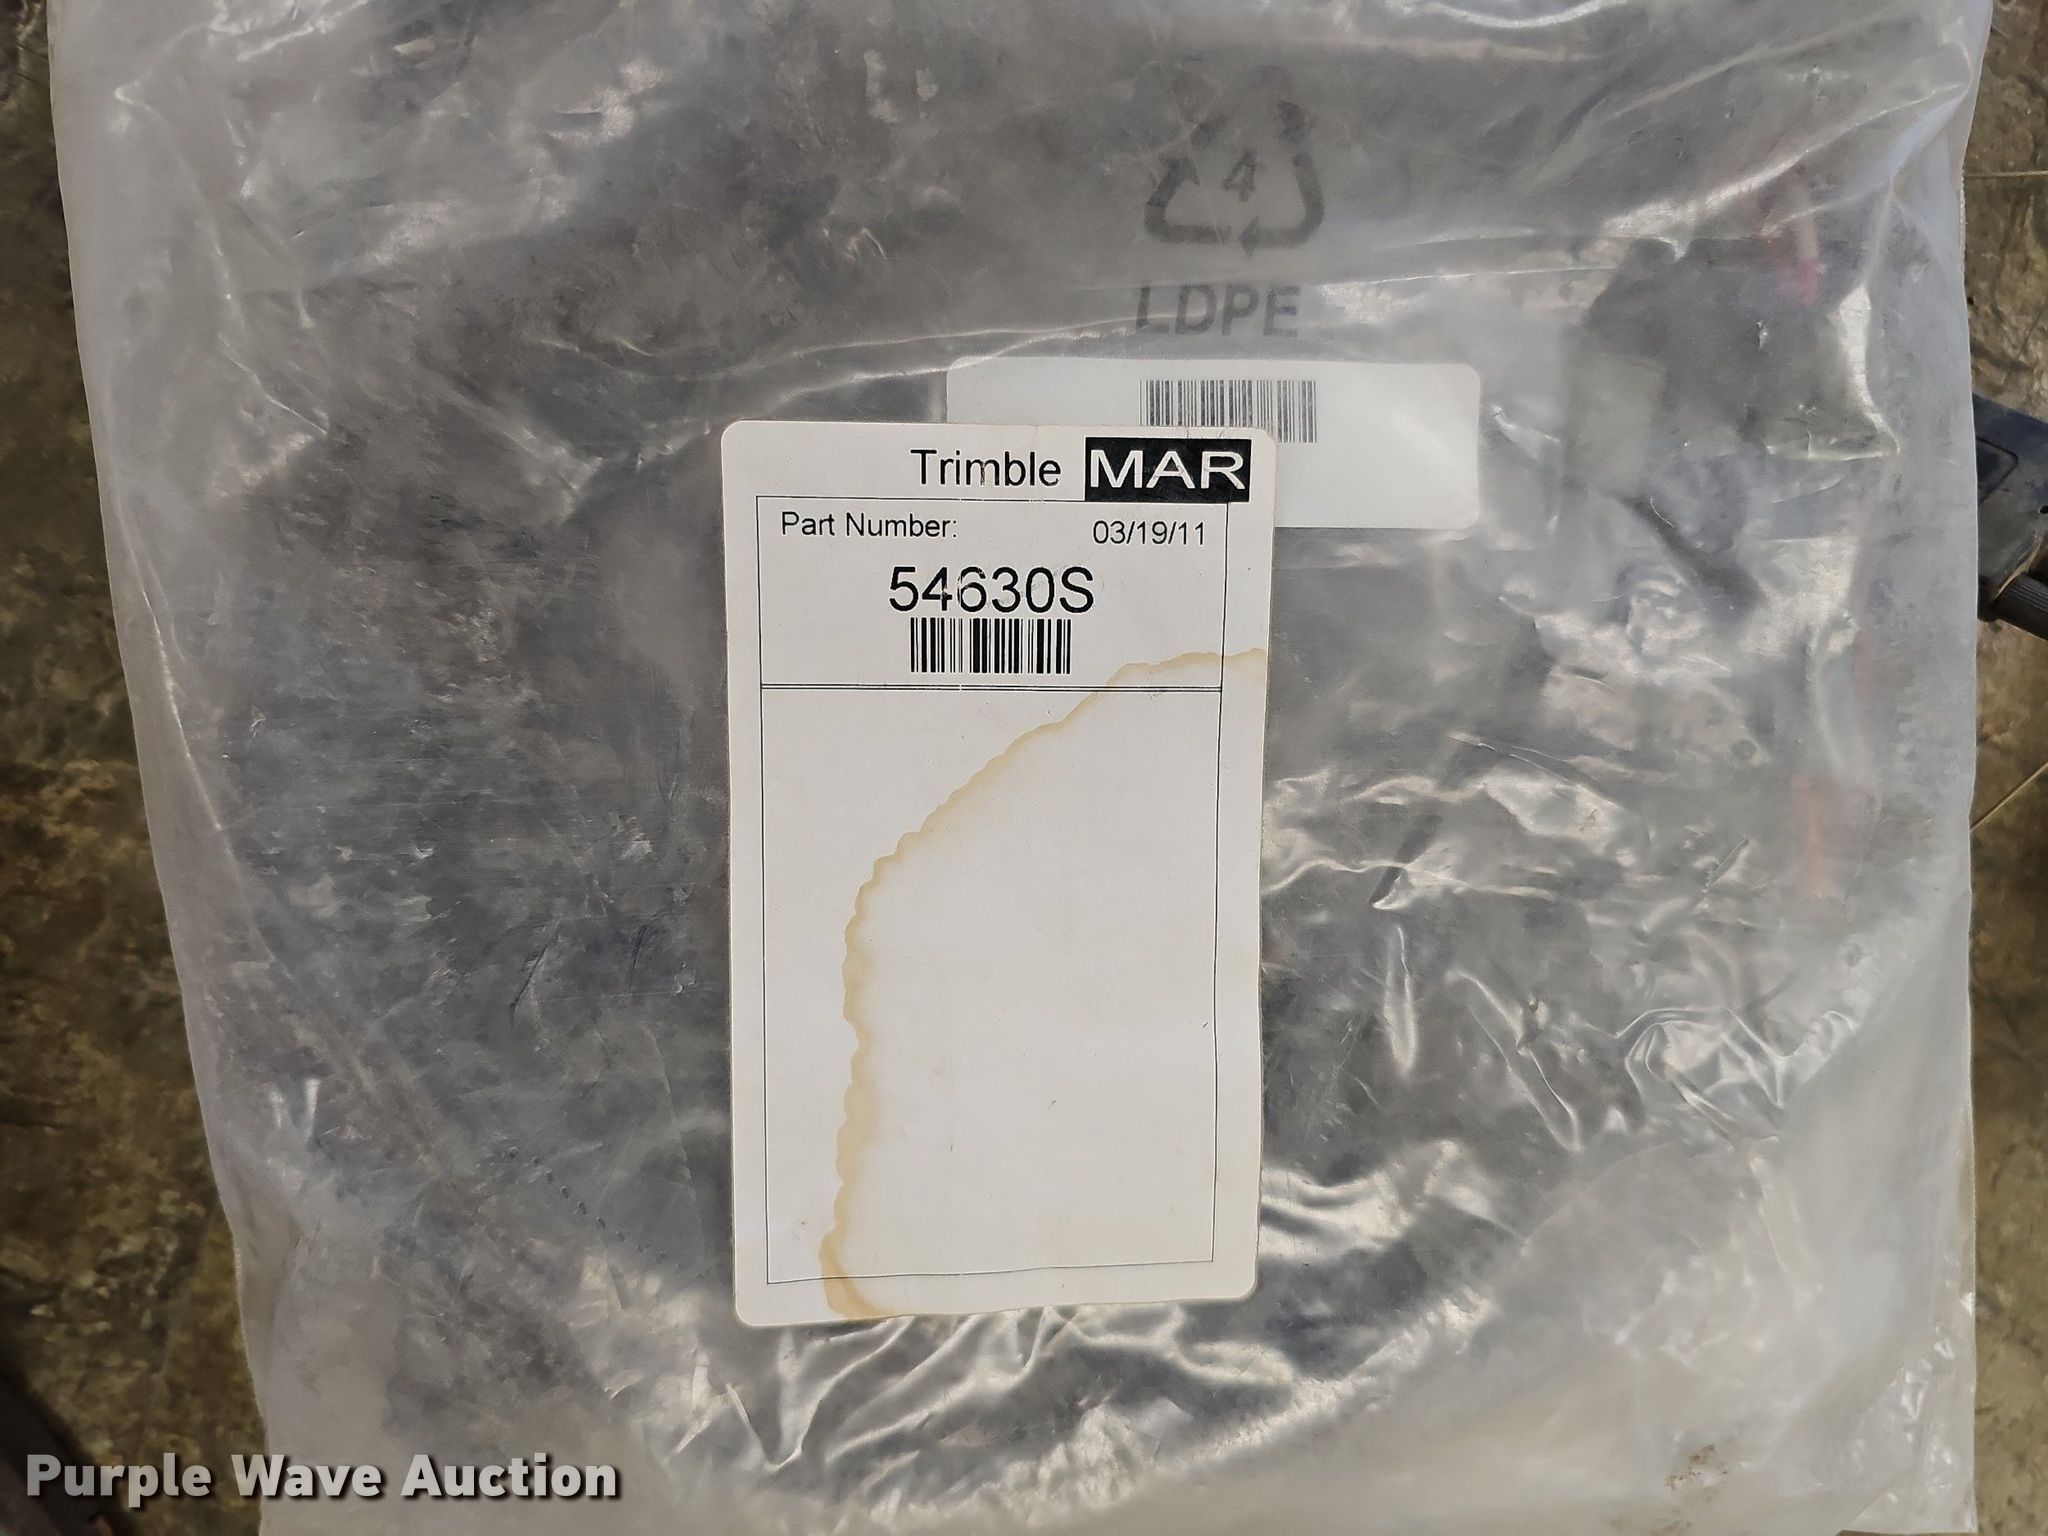 4
LDPE
Trimble MAR
Part Number: 03/19/11
54630S
Purple Wave Auction